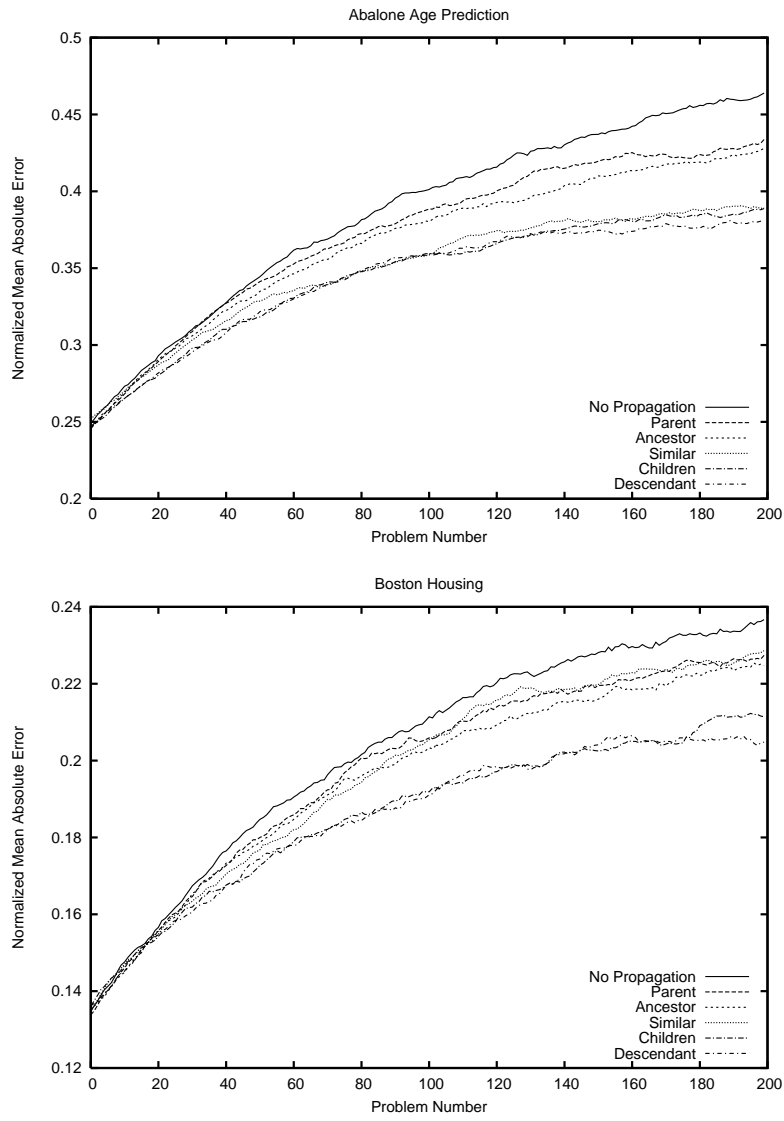 Abalone Age Prediction
0.5
0.45
0.4
0.35
0.3
0.25
0.2
Normalized Mean Absolute Error
No Propagation
Parent
Ancestor
Similar
Children
Descendant
0 20 40 60 80 100 120 140 160 180 200
Problem Number
Boston Housing
0.24
0.22
0.2
0.18
0.16
0.14
0.12
Normalized Mean Absolute Error
No Propagation
Parent
Ancestor
Similar
Children
Descendant
0 20 40 60 80 100 120 140 160 180 200
Problem Number